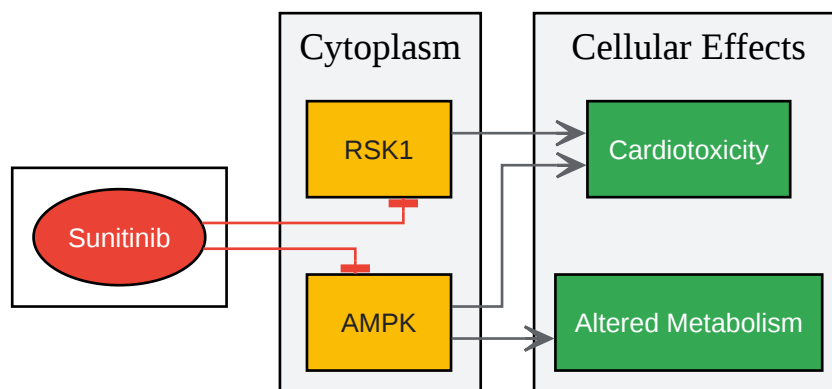 Cytoplasm
Cellular Effects
RSK1
Cardiotoxicity
Sunitinib
AMPK
Altered Metabolism